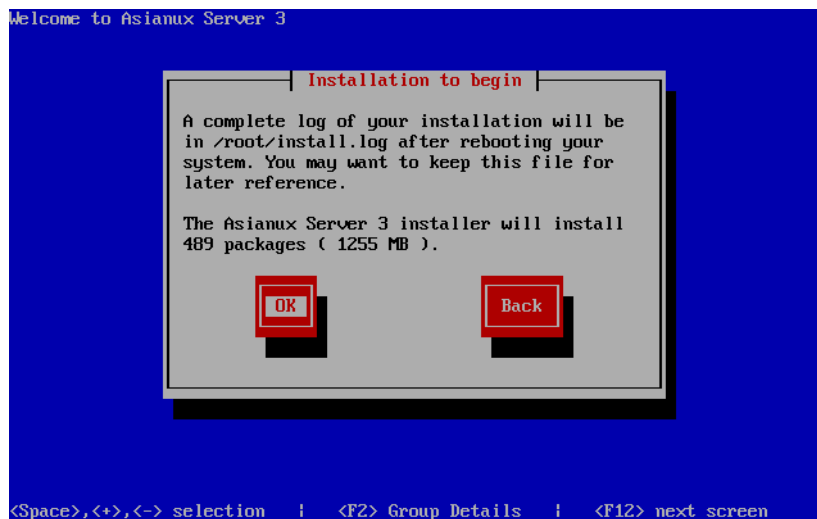 Welcome to Asianux Server 3
Installation to begin
A complete log of your installation will be
in /root/install.log after rebooting your
system. You may want to keep this file for
later reference.
The Asianux Server 3 installer will install
489 packages ( 1255 MB ).
OK Back
<Space>,<+>,<-> selection | <F2> Group Details | <F12> next screen